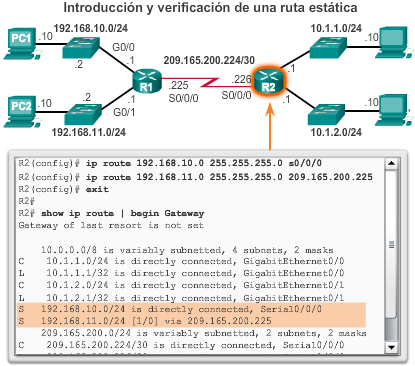 Introducción y verificación de una ruta estática
PC1
.10
192.168.10.0/24
G0/0
.2
.1
PC2
.10
.2
192.168.11.0/24
G0/1
.1
R1
209.165.200.224/30
.225
S0/0/0
.226
S0/0/0
R2
10.1.1.0/24
.10
.1
.1
.10
10.1.2.0/24
R2(config)# ip route 192.168.10.0 255.255.255.0 s0/0/0
R2(config)# ip route 192.168.11.0 255.255.255.0 209.165.200.225
R2(config)# exit
R2#
R2# show ip route | begin Gateway
Gateway of last resort is not set
10.0.0.0/8 is variably subnetted, 4 subnets, 2 masks
C 10.1.1.0/24 is directly connected, GigabitEthernet0/0
L 10.1.1.1/32 is directly connected, GigabitEthernet0/0
C 10.1.2.0/24 is directly connected, GigabitEthernet0/1
L 10.1.2.1/32 is directly connected, GigabitEthernet0/1
S 192.168.10.0/24 is directly connected, Serial0/0/0
S 192.168.11.0/24 [1/0] via 209.165.200.225
209.165.200.0/24 is variably subnetted, 2 subnets, 2 masks
C 209.165.200.224/30 is directly connected, Serial0/0/0